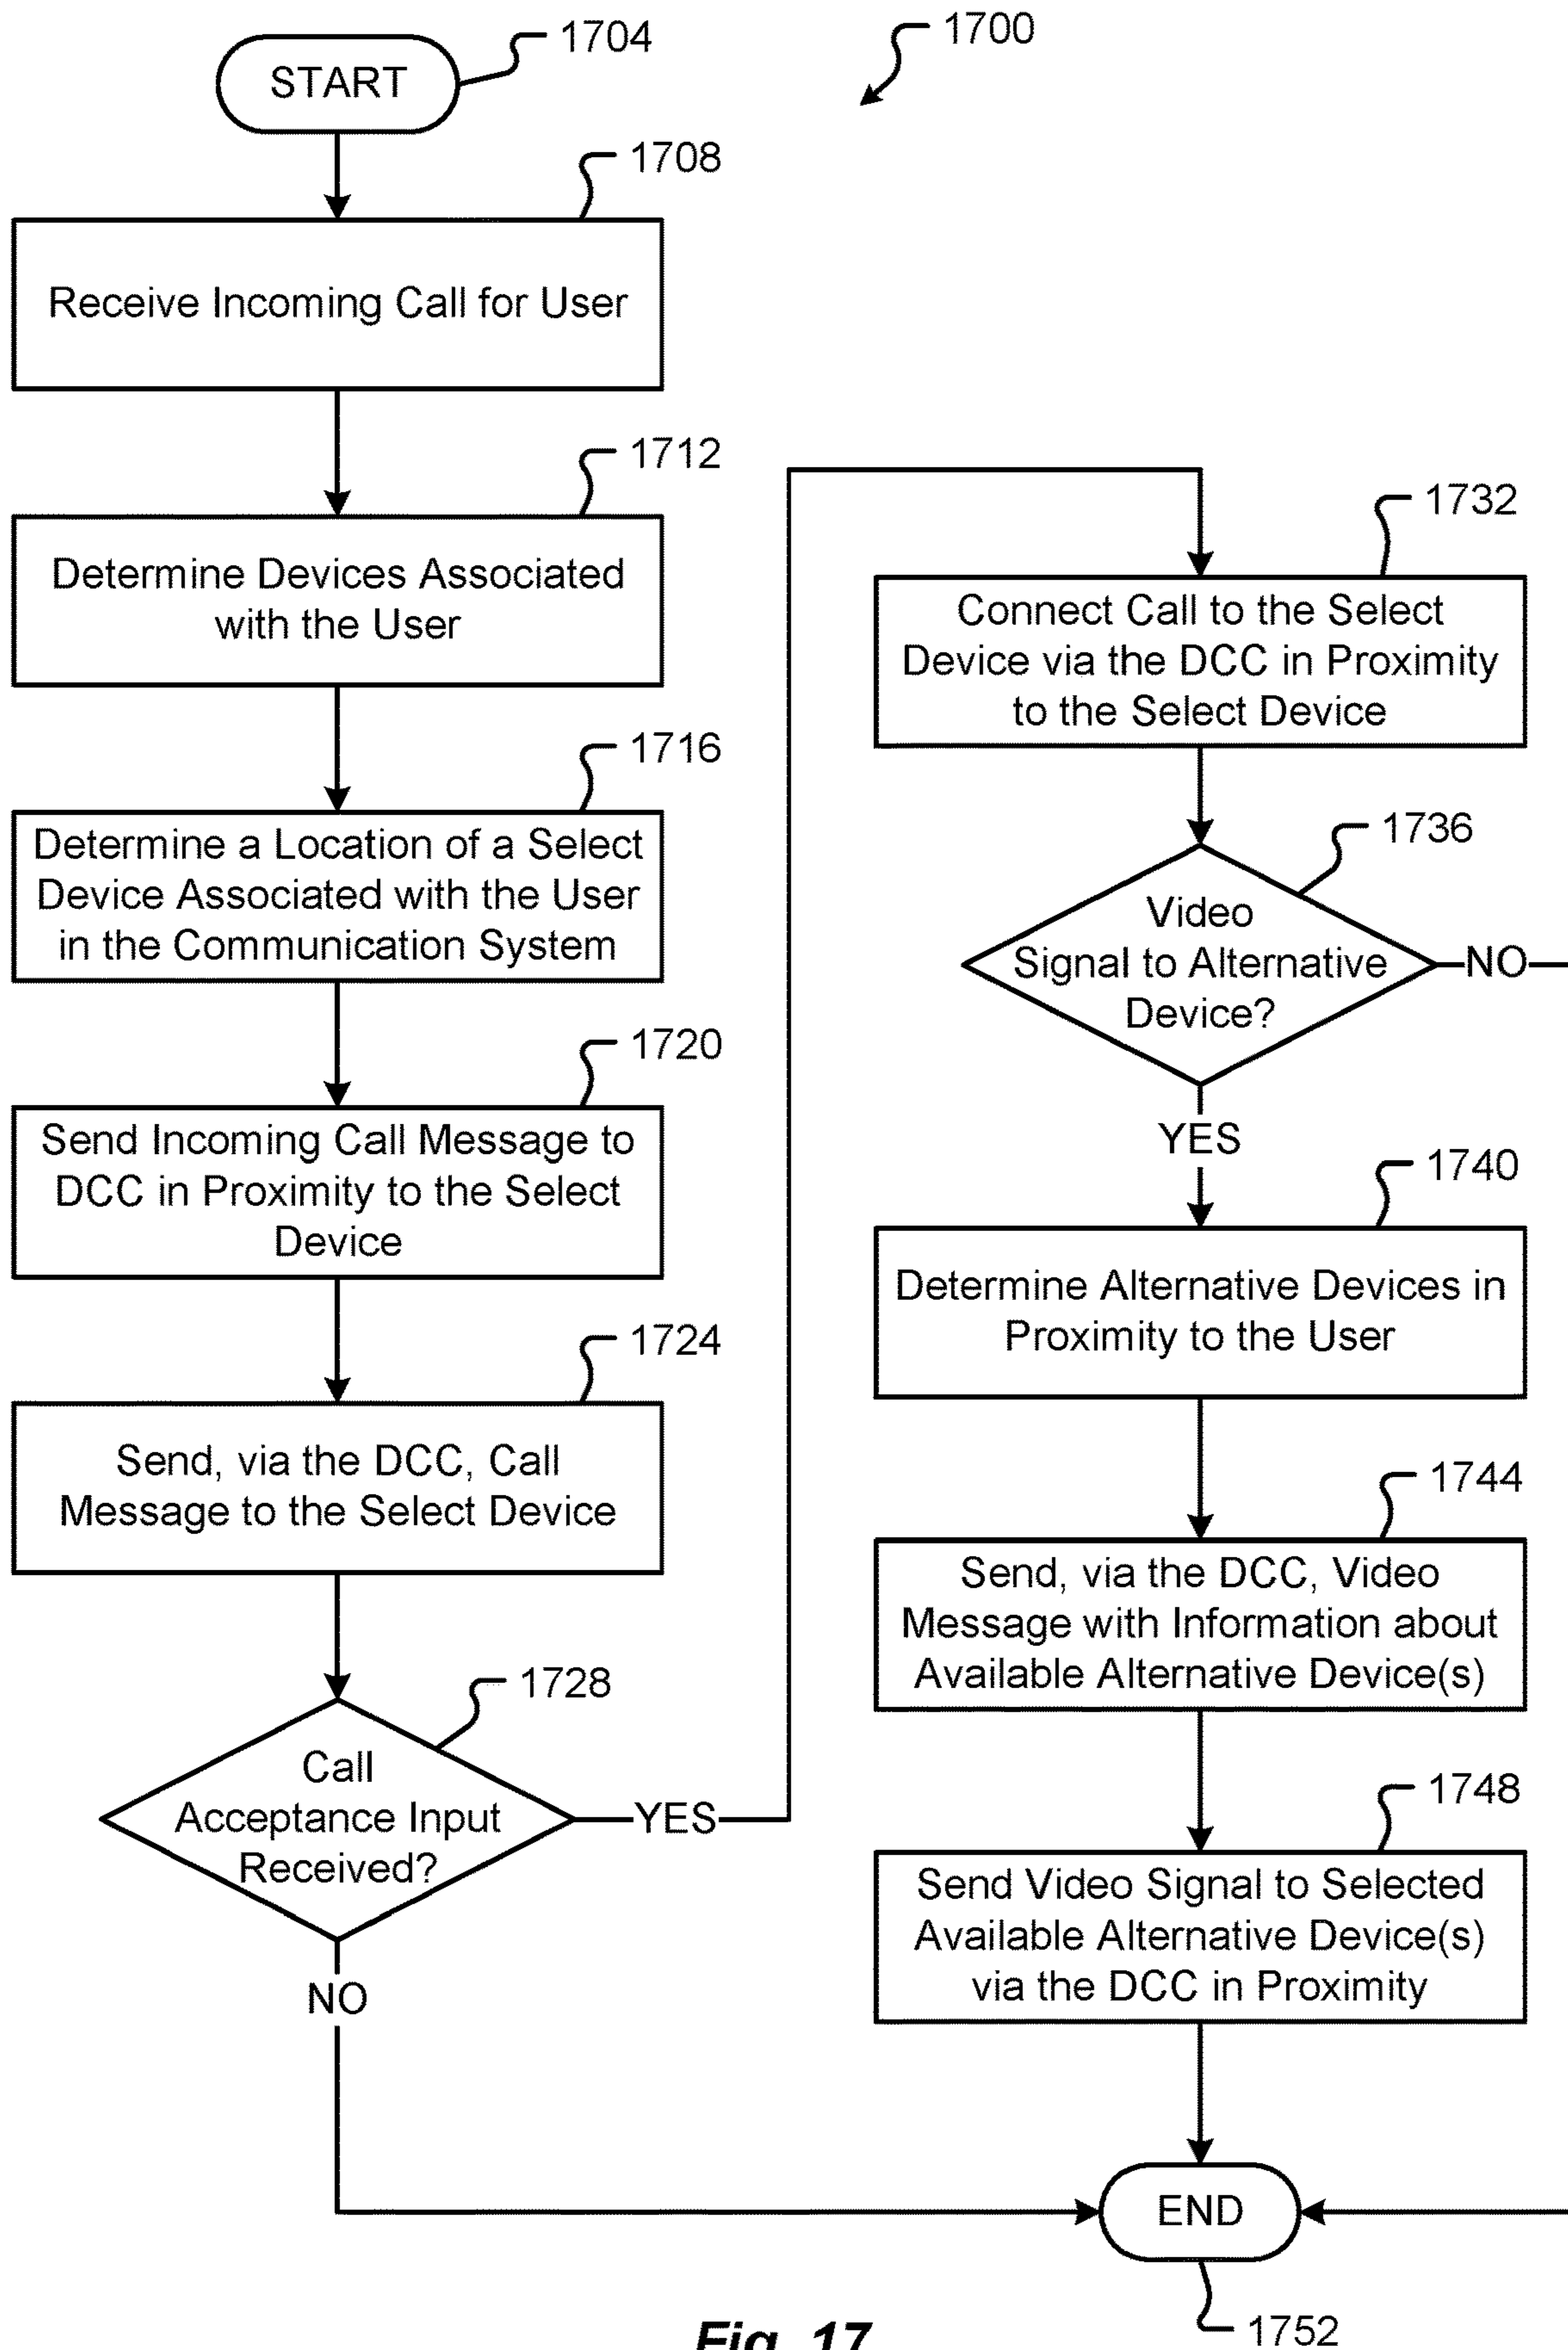 1700
START
1704
1708
Receive Incoming Call for User
1712
Determine Devices Associated
with the User
1716
Determine a Location of a Select
Device Associated with the User
in the Communication System
1720
Send Incoming Call Message to
DCC in Proximity to the Select
Device
1724
Send, via the DCC, Call
Message to the Select Device
1728
Call
Acceptance Input
Received?
YES
NO
1732
Connect Call to the Select
Device via the DCC in Proximity
to the Select Device
1736
Video
Signal to Alternative
Device?
NO
YES
1740
Determine Alternative Devices in
Proximity to the User
1744
Send, via the DCC, Video
Message with Information about
Available Alternative Device(s)
1748
Send Video Signal to Selected
Available Alternative Device(s)
via the DCC in Proximity
END
1752
Fig. 17